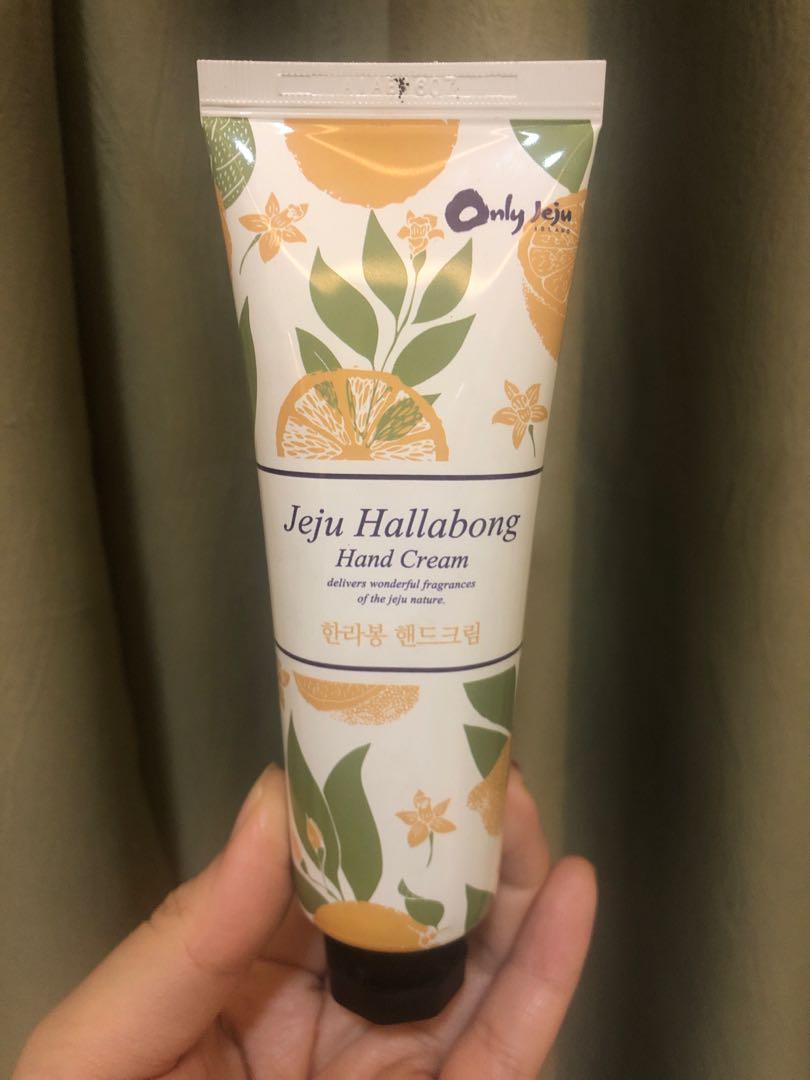 Only Jeju
ISLAND
Jeju Hallabong
Hand Cream
delivers wonderful fragrances
of the jeju nature.
한라봉 핸드크림